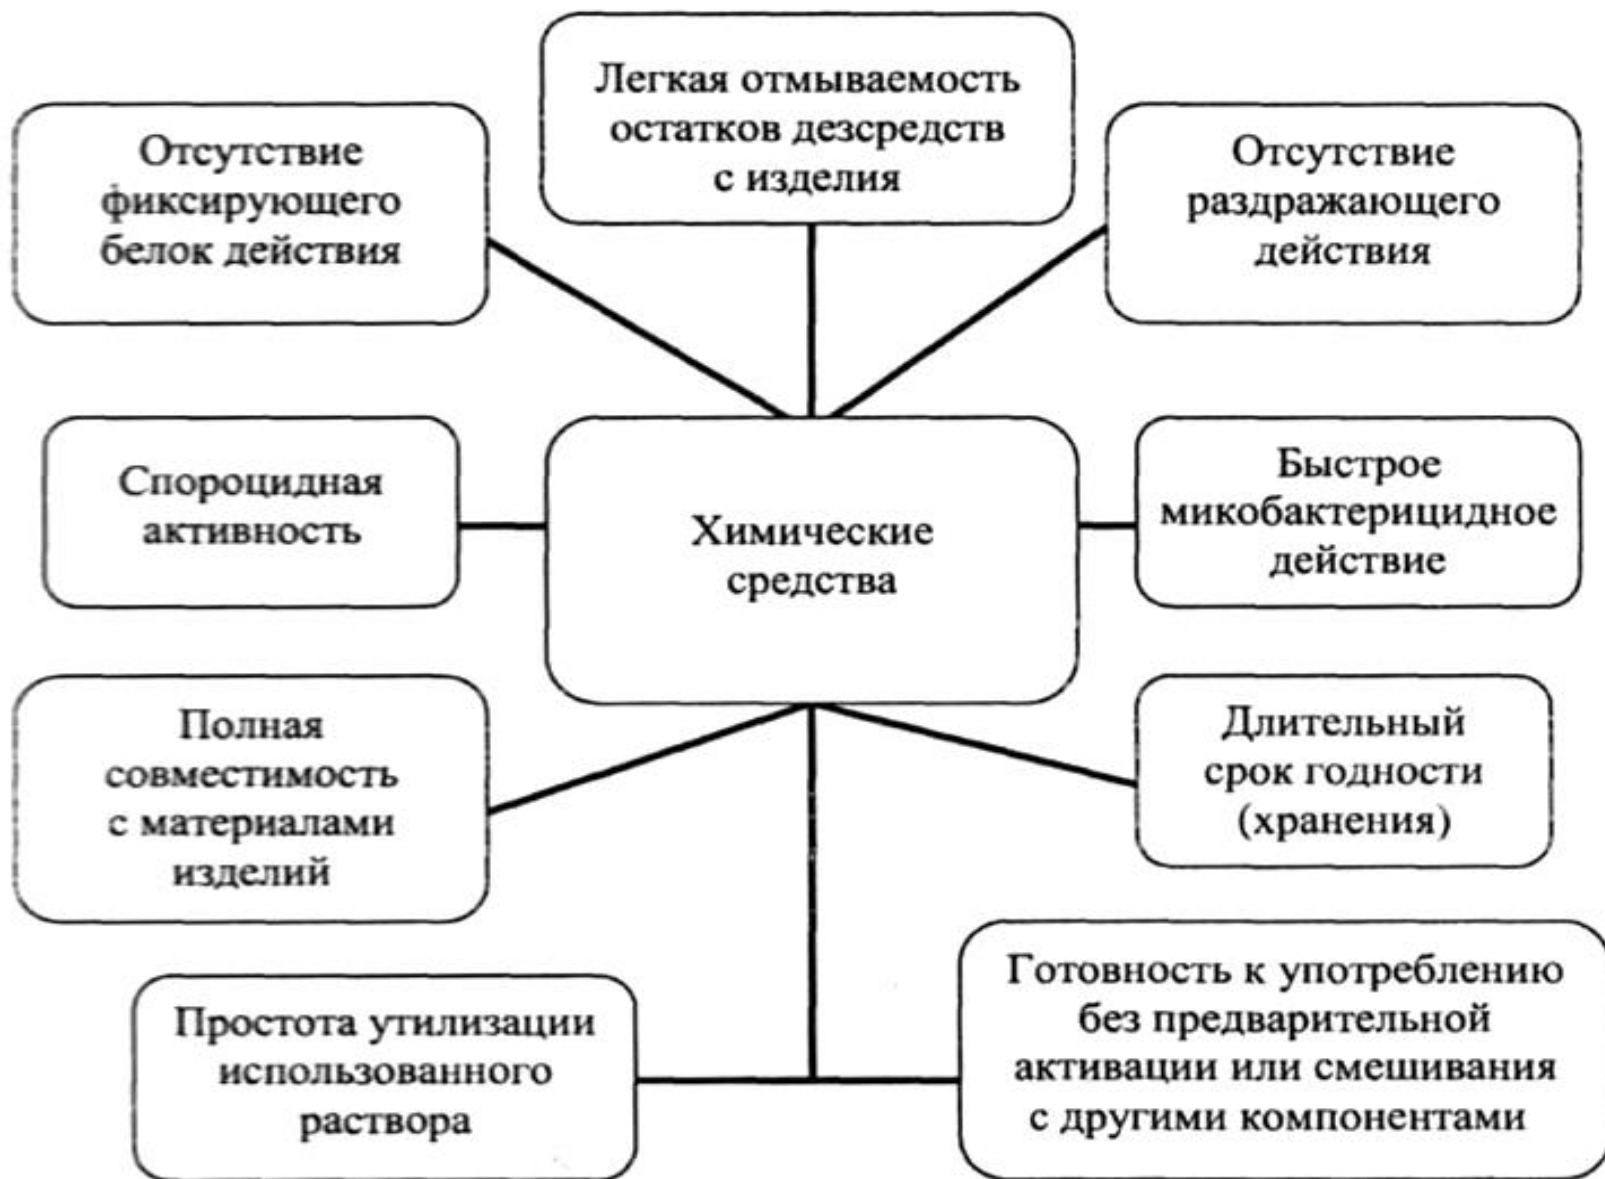 Легкая отмываемость
остатков дезсредств
с изделия
Отсутствие
фиксирующего
белок действия
Отсутствие
раздражающего
действия
Спороцидная
активность
Химические
средства
Быстрое
микобактерицидное
действие
Полная
совместимость
с материалами
изделий
Длительный
срок годности
(хранения)
Простота утилизации
использованного
раствора
Готовность к употреблению
без предварительной
активации или смешивания
с другими компонентами